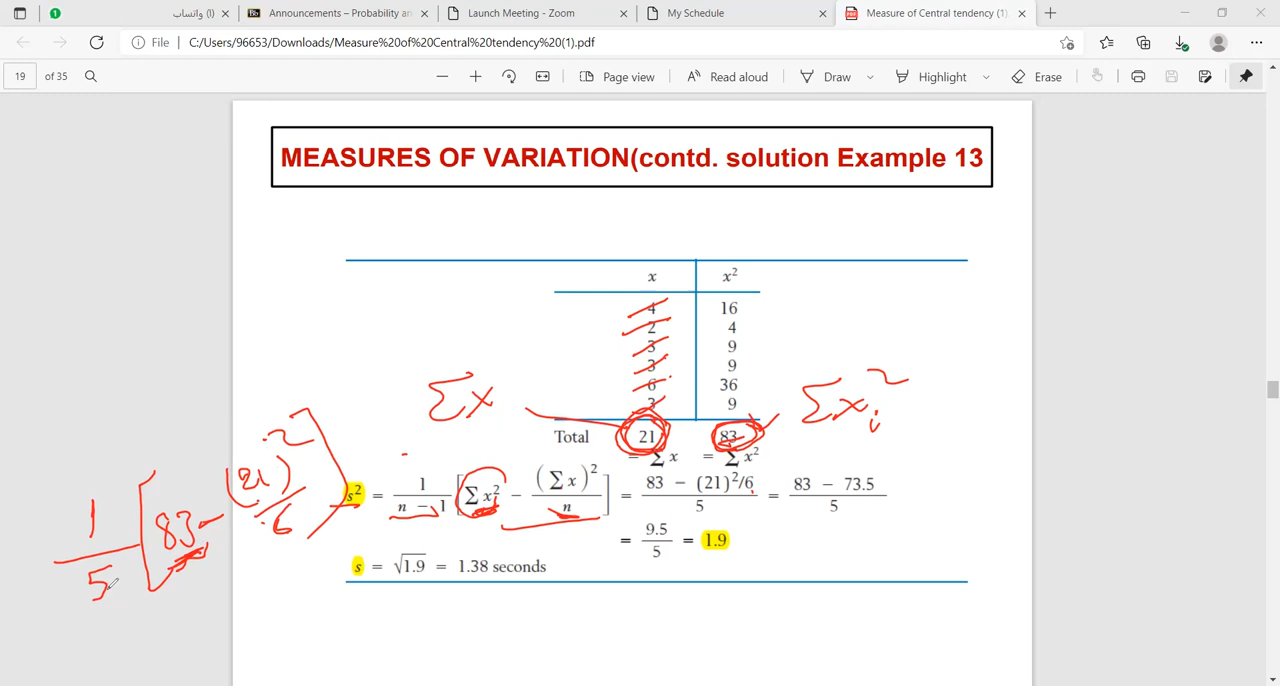 1 واتساب (١)
Announcements – Probability an
Launch Meeting - Zoom
My Schedule
Measure of Central tendency (1).
File C:/Users/96653/Downloads/Measure%20of%20Central%20tendency%20(1).pdf
19 of 35 Page view Read aloud Draw Highlight Erase
MEASURES OF VARIATION(contd. solution Example 13
x x²
4 16
2 4
3 9
3 9
6 36
3 9
Σx Σxᵢ²
Total 21 83
= Σx = Σx²
s² = 1/(n − 1) [Σx² − (Σx)²/n] = (83 − (21)²/6)/5 = (83 − 73.5)/5
1/5 [83 − (21)²/6]
= 9.5/5 = 1.9
s = √1.9 = 1.38 seconds